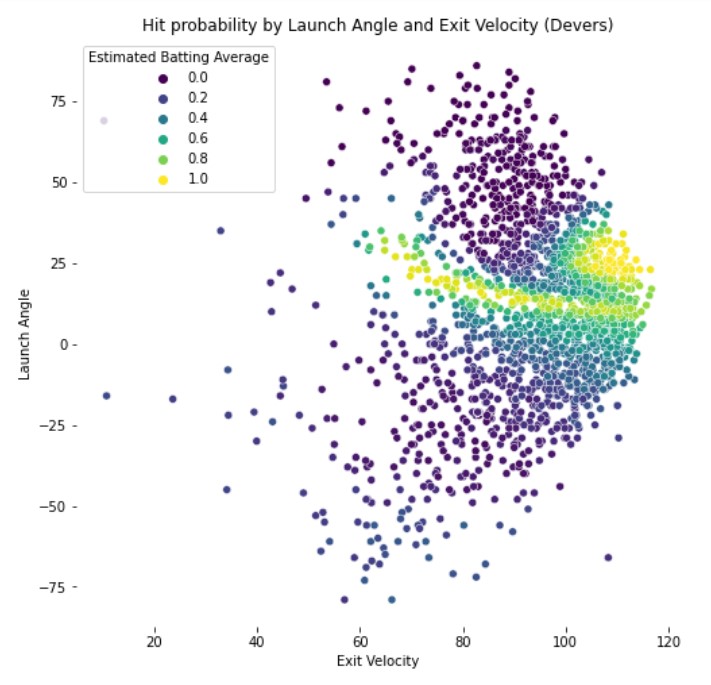 Hit probability by Launch Angle and Exit Velocity (Devers)
Estimated Batting Average
0.0
0.2
0.4
0.6
0.8
1.0
75
50
25
0
−25
−50
−75
Launch Angle
20 40 60 80 100 120
Exit Velocity